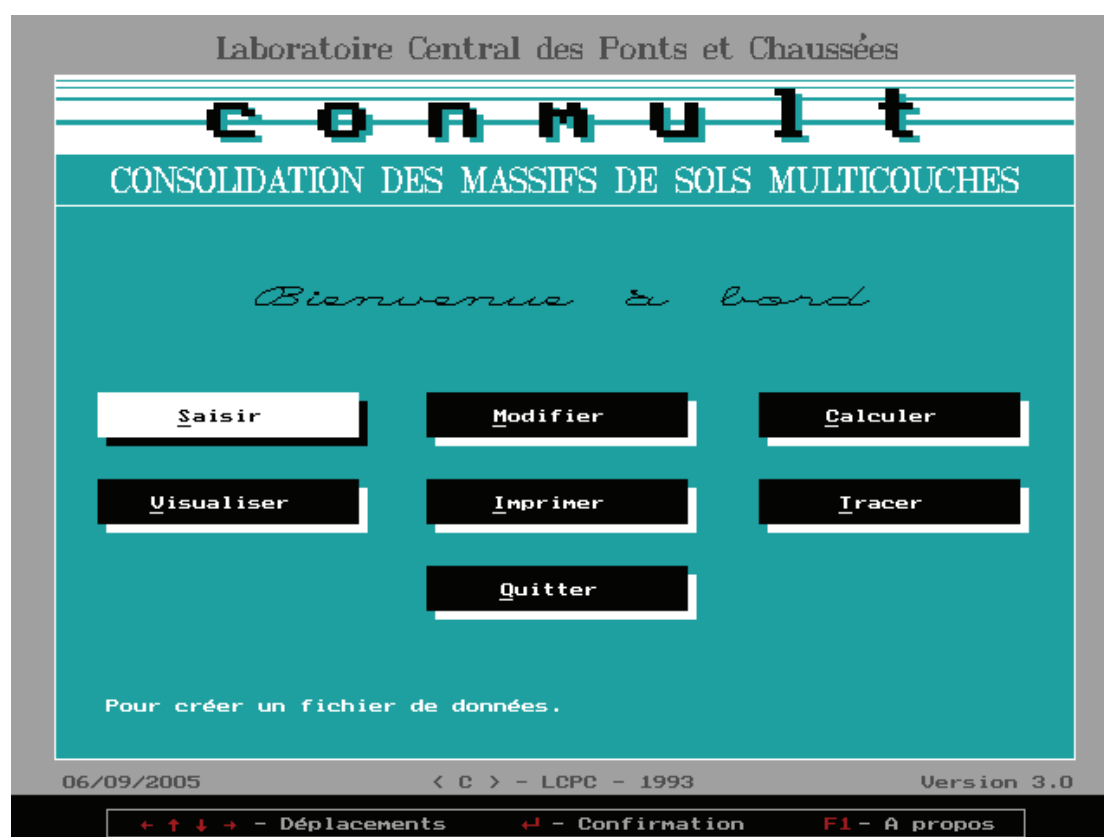 Laboratoire Central des Ponts et Chaussées
conmult
CONSOLIDATION DES MASSIFS DE SOLS MULTICOUCHES
Bienvenue à bord
Saisir Modifier Calculer
Visualiser Imprimer Tracer
Quitter
Pour créer un fichier de données.
06/09/2005 < C > - LCPC - 1993 Version 3.0
← ↑ ↓ → - Déplacements ↵ - Confirmation F1 - A propos